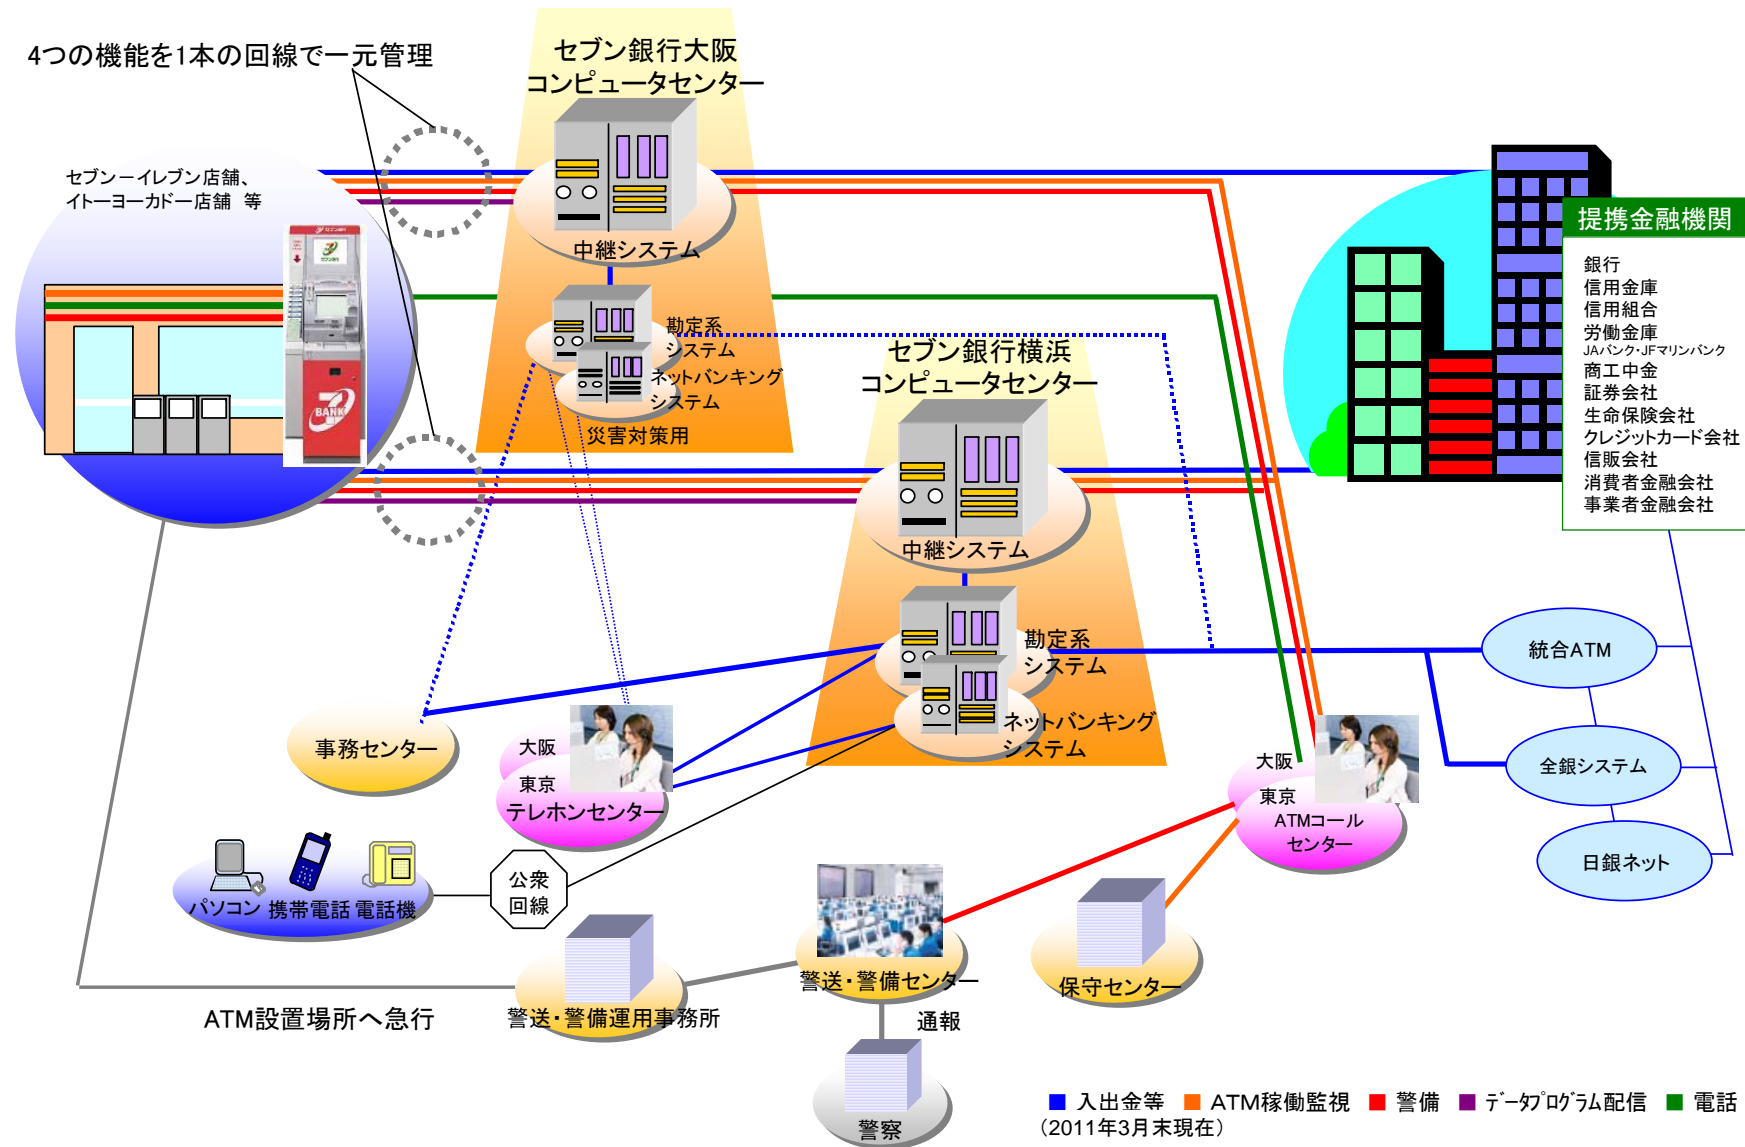 4つの機能を1本の回線で一元管理
セブン銀行大阪
コンピュータセンター
セブンーイレブン店舗、
イトーヨーカドー店舗 等
中継システム
勘定系
システム
ネットバンキング
システム
災害対策用
セブン銀行横浜
コンピュータセンター
中継システム
勘定系
システム
ネットバンキング
システム
提携金融機関
銀行
信用金庫
信用組合
労働金庫
JAバンク・JFマリンバンク
商工中金
証券会社
生命保険会社
クレジットカード会社
信販会社
消費者金融会社
事業者金融会社
統合ATM
全銀システム
日銀ネット
事務センター
大阪
東京
テレホンセンター
大阪
東京
ATMコール
センター
パソコン 携帯電話 電話機
公衆
回線
警送・警備センター
保守センター
警送・警備運用事務所
ATM設置場所へ急行
通報
警察
BANK
■ 入出金等 ■ ATM稼働監視 ■ 警備 ■ データプログラム配信 ■ 電話
(2011年3月末現在)